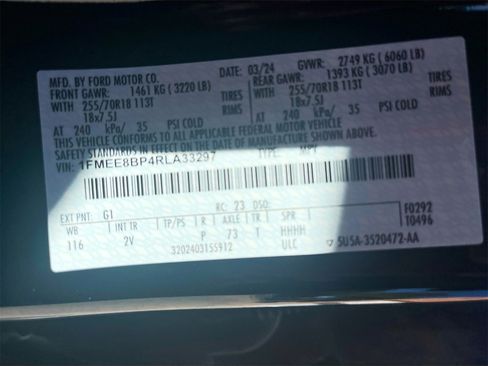 MFD. BY FORD MOTOR CO. DATE: 03/24 GVWR: 2749 KG (6060 LB)
FRONT GAWR: 1461 KG (3220 LB) REAR GAWR: 1393 KG (3070 LB)
WITH 255/70R18 113T TIRES WITH 255/70R18 113T TIRES
18x7.5J RIMS 18x7.5J RIMS
AT 240 kPa/ 35 PSI COLD AT 240 kPa/ 35 PSI COLD
THIS VEHICLE CONFORMS TO ALL APPLICABLE FEDERAL MOTOR VEHICLE
SAFETY STANDARDS IN EFFECT ON THE DATE OF MANUFACTURE SHOWN ABOVE.
VIN: 1FMEE8BP4RLA33297 TYPE: MPV
EXT PNT: G1 RC: 23 DSO: F0292
WB INT TR TP/PS R AXLE TR SPR T0496
116 2V P 73 T HHHH
3202403155912 ULC 5U5A-3520472-AA